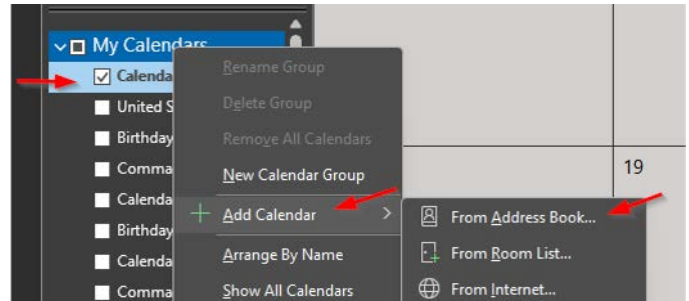 My Calendars
Calenda
United S
Birthday
Comma
Calenda
Birthday
Calenda
Comma
Rename Group
Delete Group
Remove All Calendars
New Calendar Group
Add Calendar
Arrange By Name
Show All Calendars
From Address Book...
From Room List...
From Internet...
19